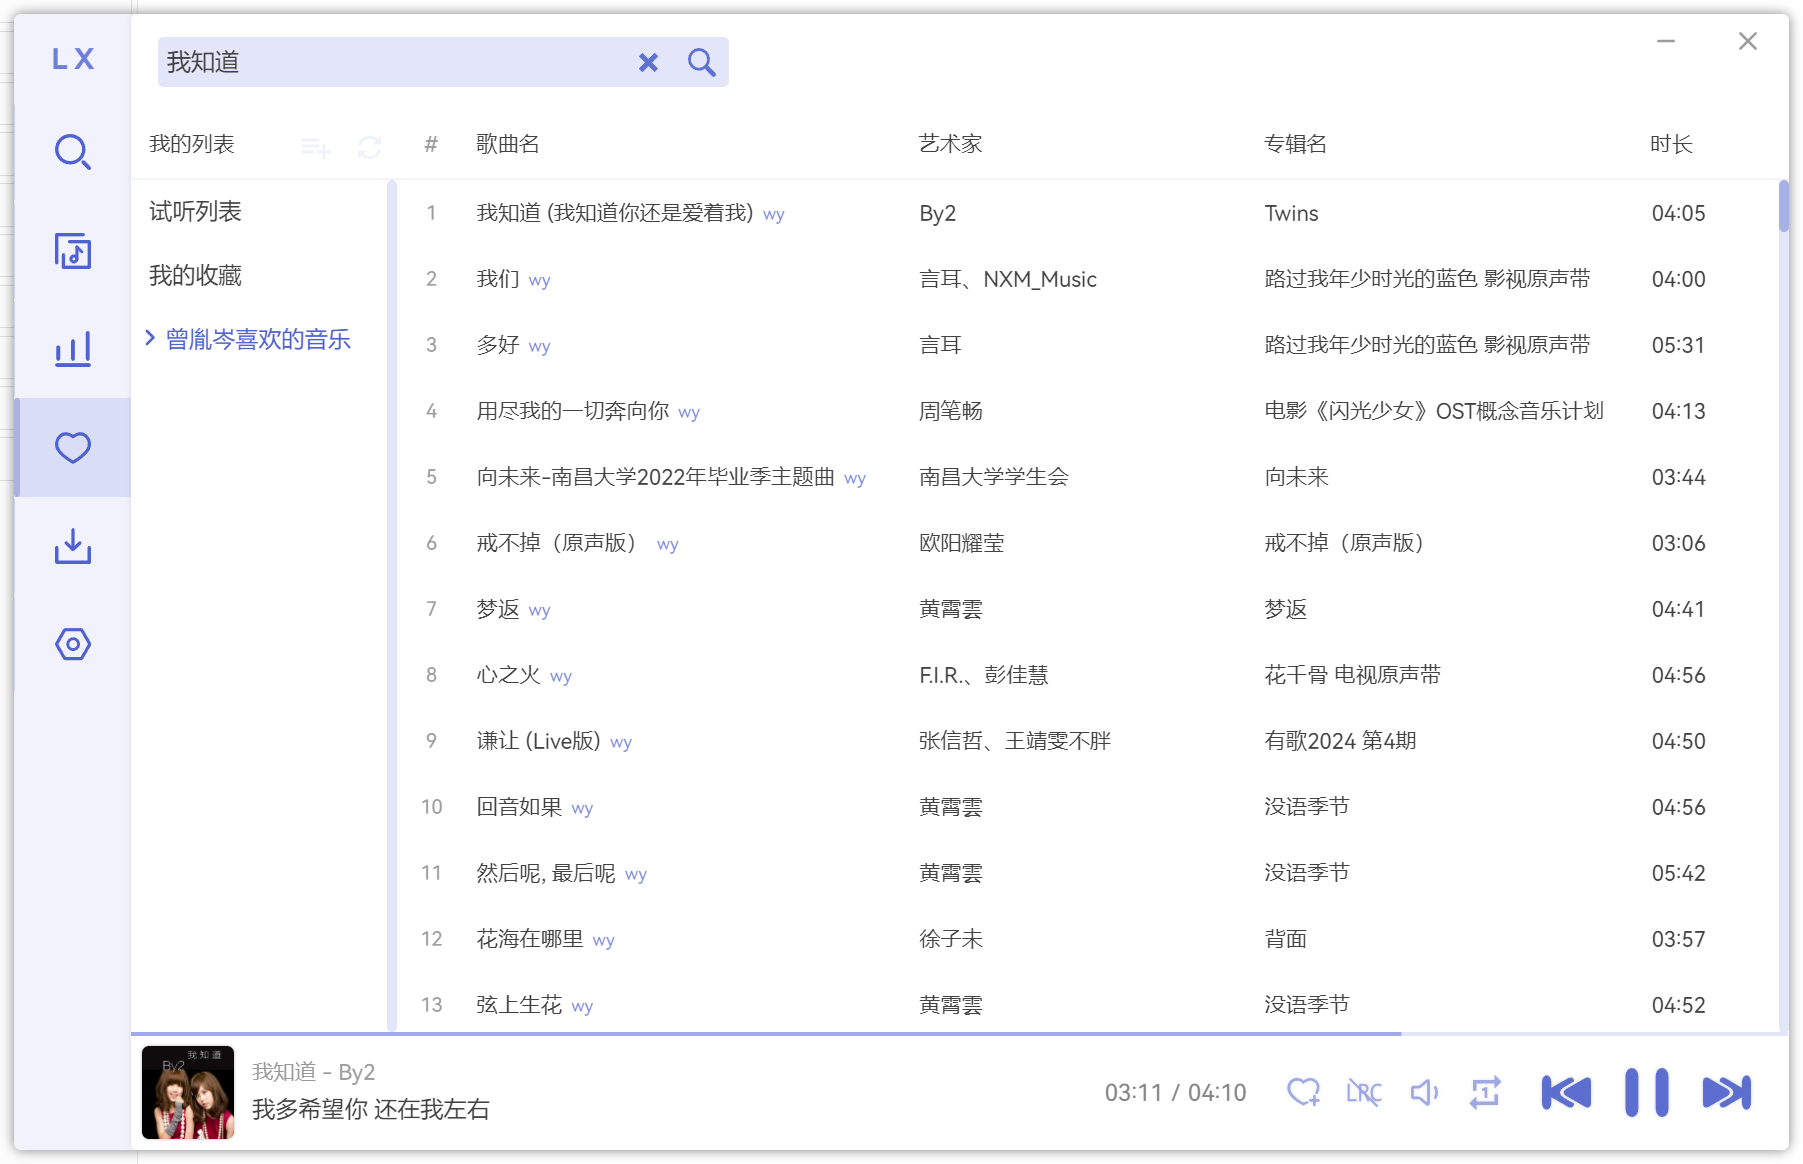 LX
我知道
我的列表
# 歌曲名 艺术家 专辑名 时长
试听列表
我的收藏
曾胤岑喜欢的音乐
1 我知道 (我知道你还是爱着我) wy By2 Twins 04:05
2 我们 wy 言耳、NXM_Music 路过我年少时光的蓝色 影视原声带 04:00
3 多好 wy 言耳 路过我年少时光的蓝色 影视原声带 05:31
4 用尽我的一切奔向你 wy 周笔畅 电影《闪光少女》OST概念音乐计划 04:13
5 向未来-南昌大学2022年毕业季主题曲 wy 南昌大学学生会 向未来 03:44
6 戒不掉（原声版） wy 欧阳耀莹 戒不掉（原声版） 03:06
7 梦返 wy 黄霄雲 梦返 04:41
8 心之火 wy F.I.R.、彭佳慧 花千骨 电视原声带 04:56
9 谦让 (Live版) wy 张信哲、王靖雯不胖 有歌2024 第4期 04:50
10 回音如果 wy 黄霄雲 没语季节 04:56
11 然后呢, 最后呢 wy 黄霄雲 没语季节 05:42
12 花海在哪里 wy 徐子未 背面 03:57
13 弦上生花 wy 黄霄雲 没语季节 04:52
我知道
By2
我知道 - By2
我多希望你 还在我左右
03:11 / 04:10
LRC
1